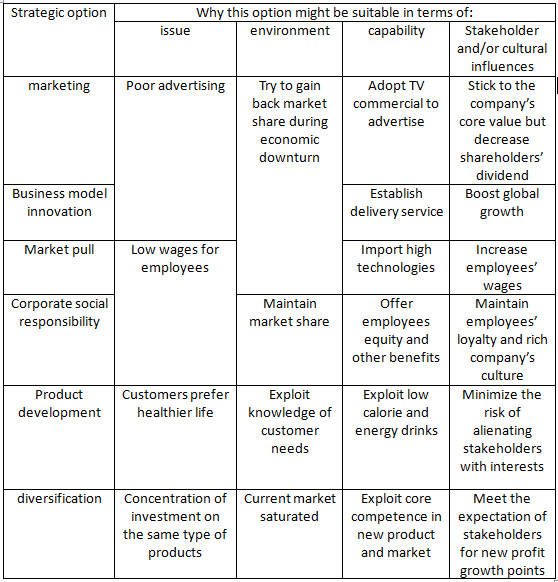 Strategic option
Why this option might be suitable in terms of:
issue
environment
capability
Stakeholder
and/or cultural
influences
marketing
Poor advertising
Try to gain
back market
share during
economic
downturn
Adopt TV
commercial to
advertise
Stick to the
company's
core value but
decrease
shareholders'
dividend
Business model
innovation
Establish
delivery service
Boost global
growth
Market pull
Low wages for
employees
Import high
technologies
Increase
employees'
wages
Corporate social
responsibility
Maintain
market share
Offer
employees
equity and
other benefits
Maintain
employees'
loyalty and rich
company's
culture
Product
development
Customers prefer
healthier life
Exploit
knowledge of
customer
needs
Exploit low
calorie and
energy drinks
Minimize the
risk of
alienating
stakeholders
with interests
diversification
Concentration of
investment on
the same type of
products
Current market
saturated
Exploit core
competence in
new product
and market
Meet the
expectation of
stakeholders
for new profit
growth points